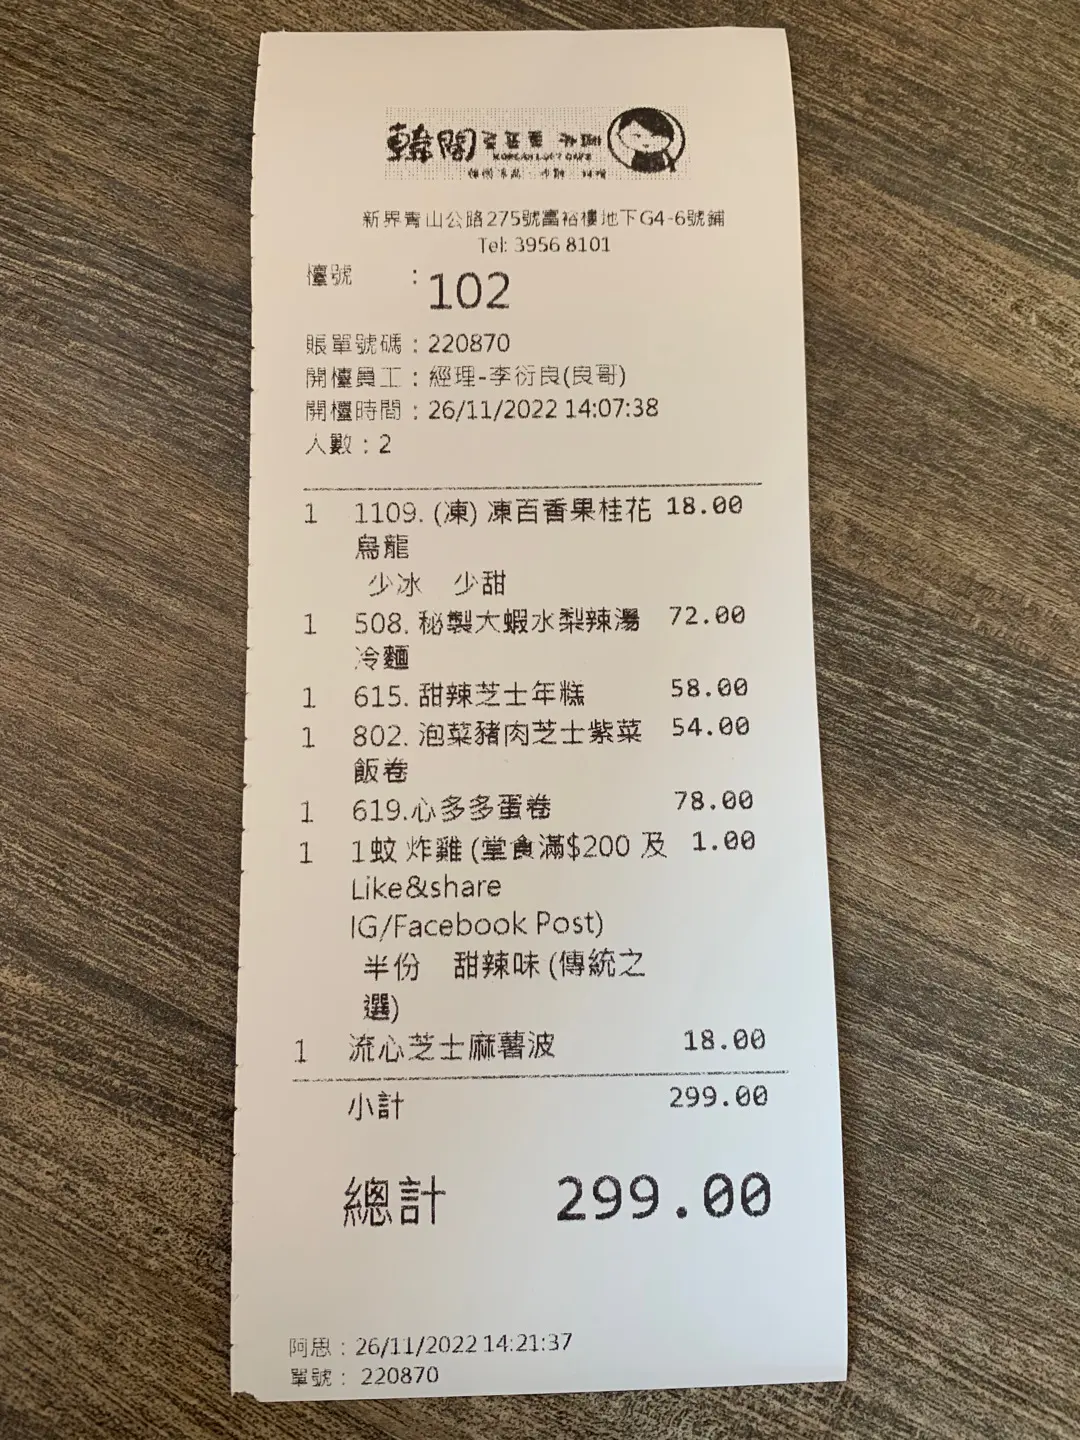 韓閣
KOREAN LOFT CAFE
新界青山公路275號富裕樓地下G4-6號鋪
Tel: 3956 8101
檯號 : 102
賬單號碼 : 220870
開檯員工 : 經理-李衍良(良哥)
開檯時間 : 26/11/2022 14:07:38
人數 : 2
1 1109. (凍) 凍百香果桂花 18.00
烏龍
少冰 少甜
1 508. 秘製大蝦水梨辣湯 72.00
冷麵
1 615. 甜辣芝士年糕 58.00
1 802. 泡菜豬肉芝士紫菜 54.00
飯卷
1 619.心多多蛋卷 78.00
1 1蚊 炸雞 (堂食滿$200 及 1.00
Like&share
IG/Facebook Post)
半份 甜辣味 (傳統之
選)
1 流心芝士麻薯波 18.00
小計 299.00
總計 299.00
阿思 : 26/11/2022 14:21:37
單號 : 220870